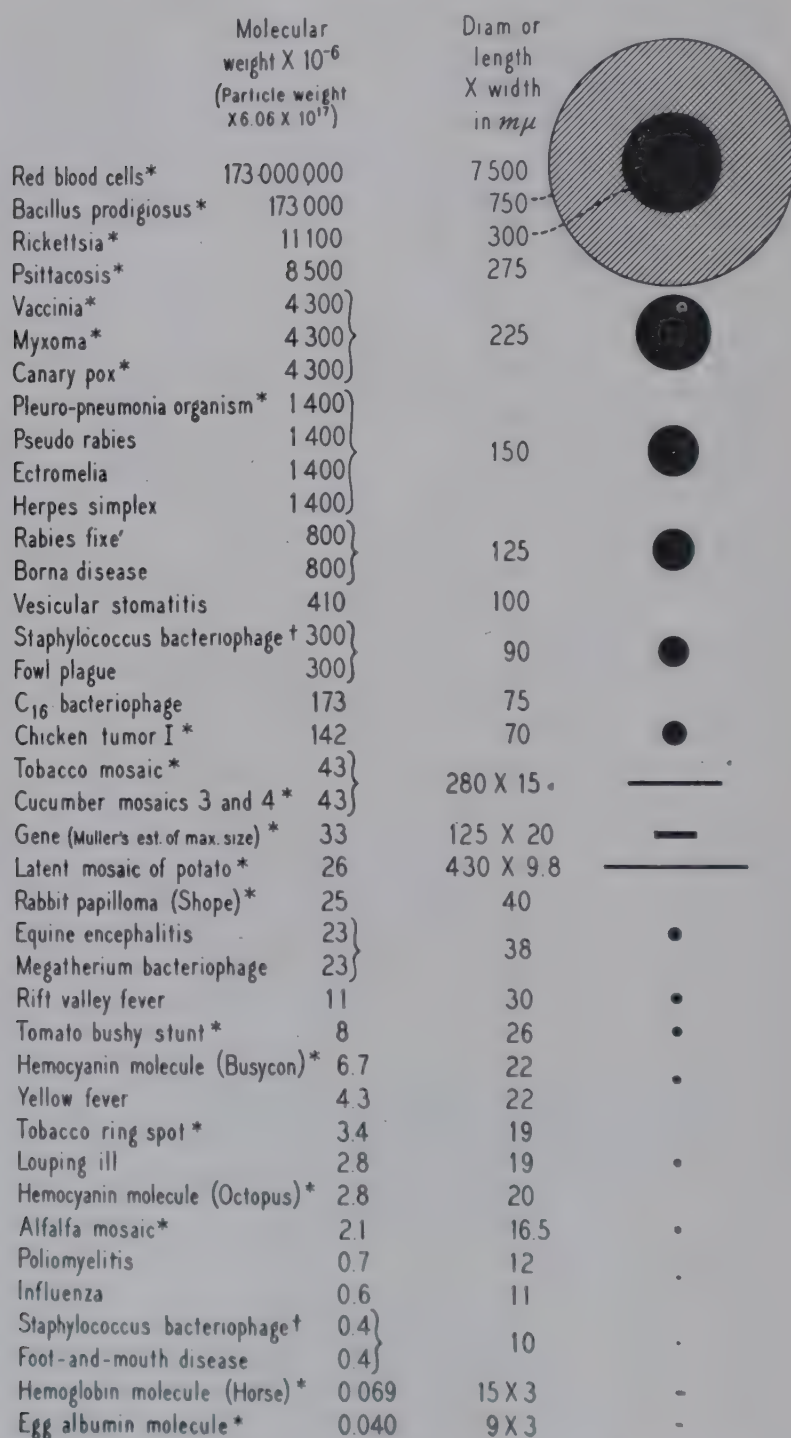 Molecular Diam or
weight X 10⁻⁶ length
(Particle weight X width
X6.06 X 10¹⁷) in mμ
Red blood cells* 173 000 000 7 500
Bacillus prodigiosus* 173 000 750
Rickettsia* 11 100 300
Psittacosis* 8 500 275
Vaccinia* 4 300
Myxoma* 4 300 225
Canary pox* 4 300
Pleuro-pneumonia organism* 1 400
Pseudo rabies 1 400
150
Ectromelia 1 400
Herpes simplex 1 400
Rabies fixe′ 800
125
Borna disease 800
Vesicular stomatitis 410 100
Staphylococcus bacteriophage † 300
90
Fowl plague 300
C₁₆ bacteriophage 173 75
Chicken tumor I * 142 70
Tobacco mosaic * 43
280 X 15
Cucumber mosaics 3 and 4 * 43
Gene (Muller's est. of max. size) * 33 125 X 20
Latent mosaic of potato * 26 430 X 9.8
Rabbit papilloma (Shope)* 25 40
Equine encephalitis 23
38
Megatherium bacteriophage 23
Rift valley fever 11 30
Tomato bushy stunt * 8 26
Hemocyanin molecule (Busycon)* 6.7 22
Yellow fever 4.3 22
Tobacco ring spot * 3.4 19
Louping ill 2.8 19
Hemocyanin molecule (Octopus)* 2.8 20
Alfalfa mosaic* 2.1 16.5
Poliomyelitis 0.7 12
Influenza 0.6 11
Staphylococcus bacteriophage† 0.4
10
Foot-and-mouth disease 0.4
Hemoglobin molecule (Horse) * 0 069 15 X 3
Egg albumin molecule * 0.040 9 X 3